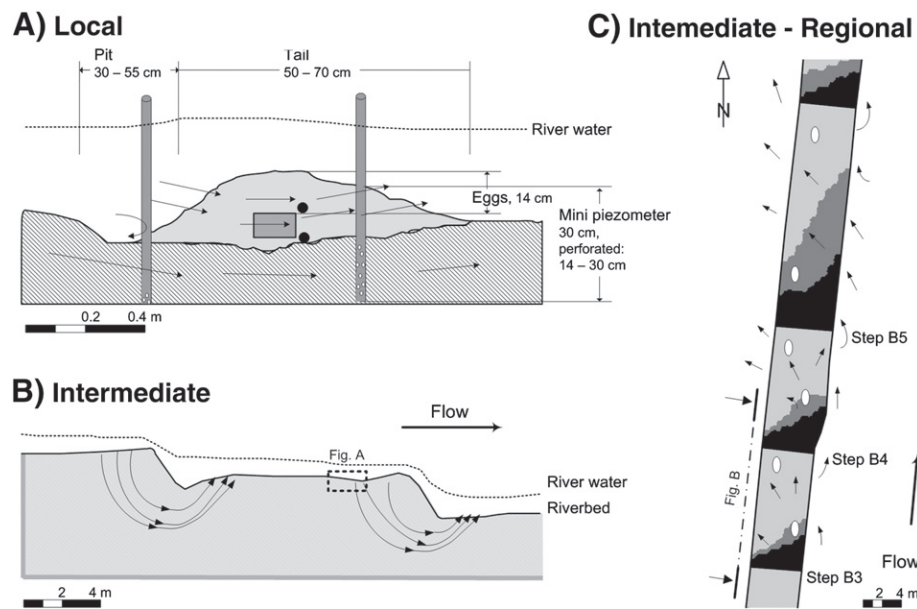 A) Local
Pit
30 – 55 cm
Tail
50 – 70 cm
River water
Eggs, 14 cm
Mini piezometer
30 cm,
perforated:
14 – 30 cm
0.2 0.4 m
B) Intermediate
Flow
Fig. A
River water
Riverbed
2 4 m
C) Intemediate - Regional
N
Step B5
Fig. B
Step B4
Step B3
Flow
2 4 m